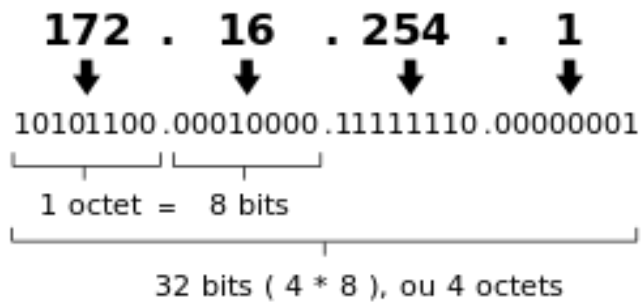 172 . 16 . 254 . 1
10101100.00010000.11111110.00000001
1 octet = 8 bits
32 bits ( 4 * 8 ), ou 4 octets